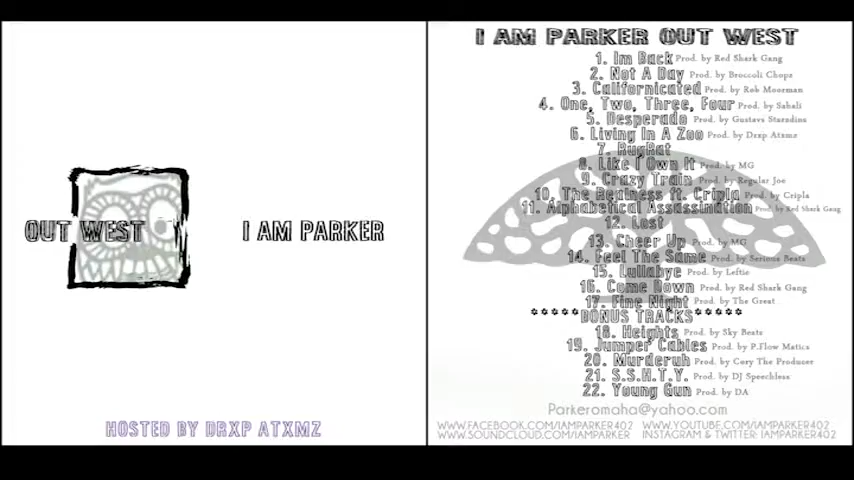 OUT WEST
I AM PARKER
HOSTED BY DRXP ATXMZ
I AM PARKER OUT WEST
1. Im Back Prod. by Red Shark Gang
2. Not A Day Prod. by Broccoli Chopz
3. Californicated Prod. by Rob Moorman
4. One, Two, Three, Four Prod. by Sahali
5. Desperado Prod. by Gustavs Starzdins
6. Living In A Zoo Prod. by Drxp Atxmz
7. RugRat
8. Like I Own It Prod. by MG
9. Crazy Train Prod. by Regular Joe
10. The Realness ft. Cripla Prod. by Cripla
11. Alphabetical Assassination Prod. by Red Shark Gang
12. Lost
13. Cheer Up Prod. by MG
14. Feel The Same Prod. by Serious Beats
15. Lullabye Prod. by Leftie
16. Come Down Prod. by Red Shark Gang
17. Fine Night Prod. by The Great
*****BONUS TRACKS*****
18. Heights Prod. by Sky Beats
19. Jumper Cables Prod. by P.Flow Matics
20. Murderuh Prod. by Cory The Producer
21. S.S.H.T.Y. Prod. by DJ Speechless
22. Young Gun Prod. by DA
Parkeromaha@yahoo.com
WWW.FACEBOOK.COM/IAMPARKER402 WWW.YOUTUBE.COM/IAMPARKER402
WWW.SOUNDCLOUD.COM/IAMPARKER INSTAGRAM & TWITTER: IAMPARKER402